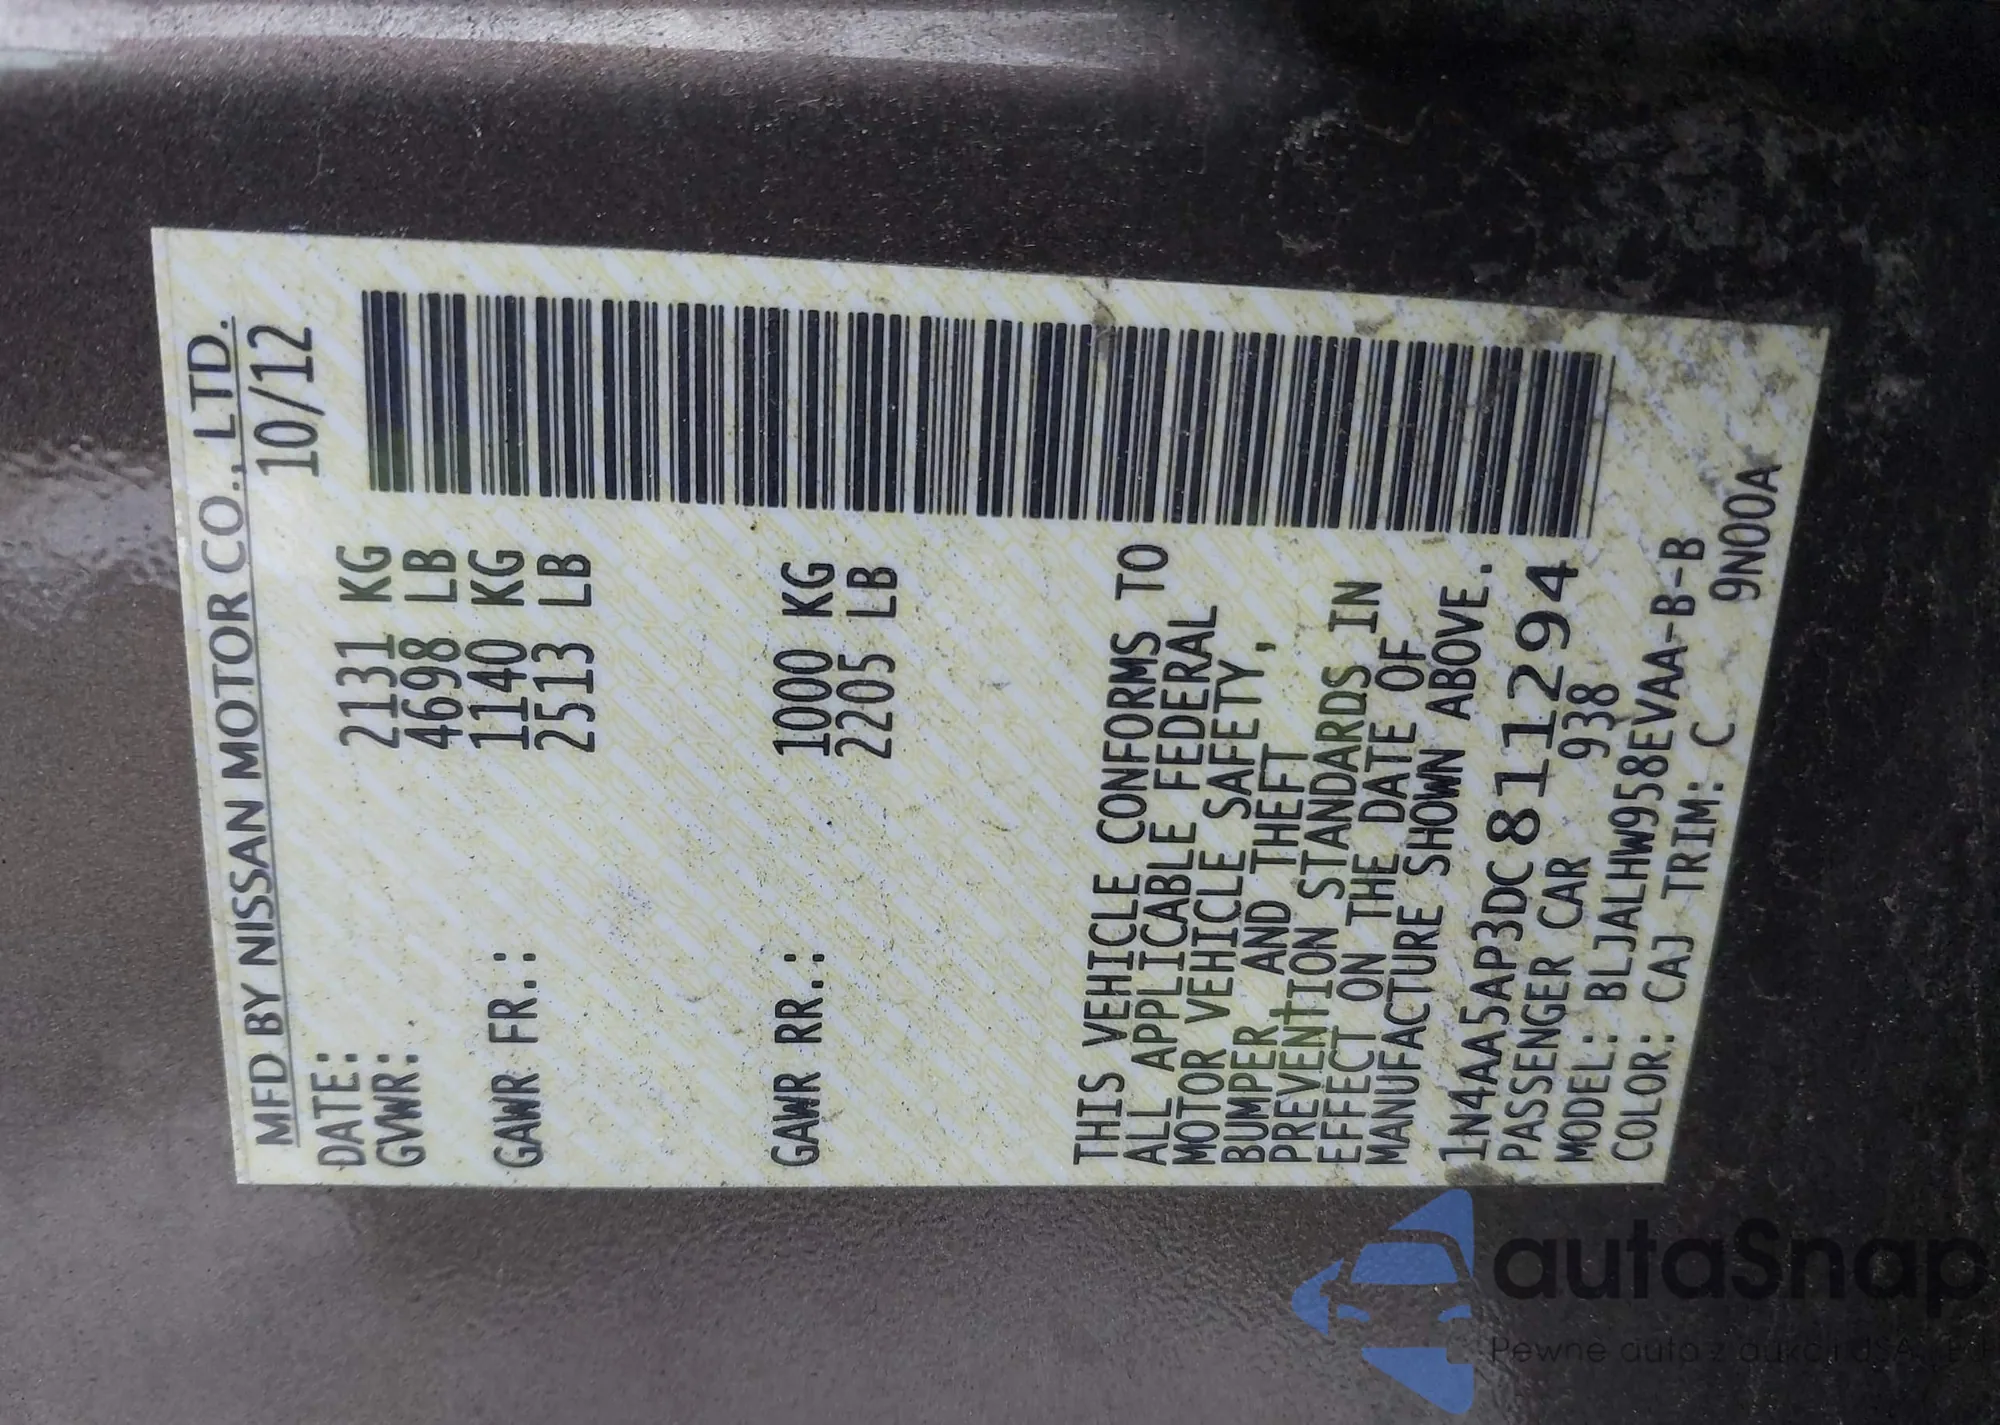 MFD BY NISSAN MOTOR CO., LTD.
DATE: 10/12
GVWR: 2131 KG
4698 LB
GAWR FR.: 1140 KG
2513 LB
GAWR RR.: 1000 KG
2205 LB
THIS VEHICLE CONFORMS TO
ALL APPLICABLE FEDERAL
MOTOR VEHICLE SAFETY,
BUMPER AND THEFT
PREVENTION STANDARDS IN
EFFECT ON THE DATE OF
MANUFACTURE SHOWN ABOVE.
1N4AA5AP3DC811294
PASSENGER CAR 938
MODEL: BLJALHW958EVAA-B-B
COLOR: CAJ TRIM: C 9N00A
autaSnap
Pewne auta z aukcji